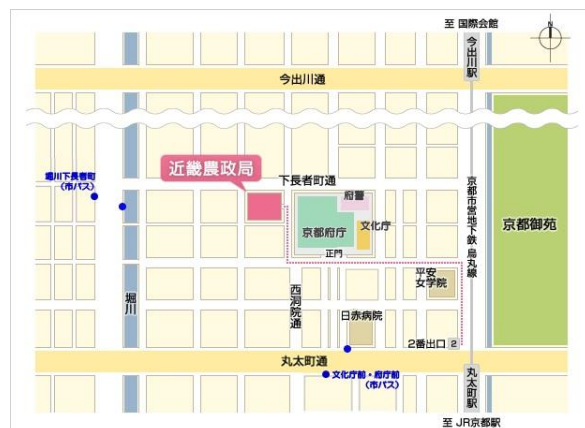 至 国際会館
N
今出川駅
今出川通
堀川下長者町
(市バス)
近畿農政局
下長者町通
府警
京都府庁
文化庁
正門
京都市営地下鉄 烏丸線
京都御苑
平安
女学院
西洞院通
堀川
日赤病院
2番出口 2
丸太町通
文化庁前・府庁前
(市バス)
丸太町駅
至 JR京都駅